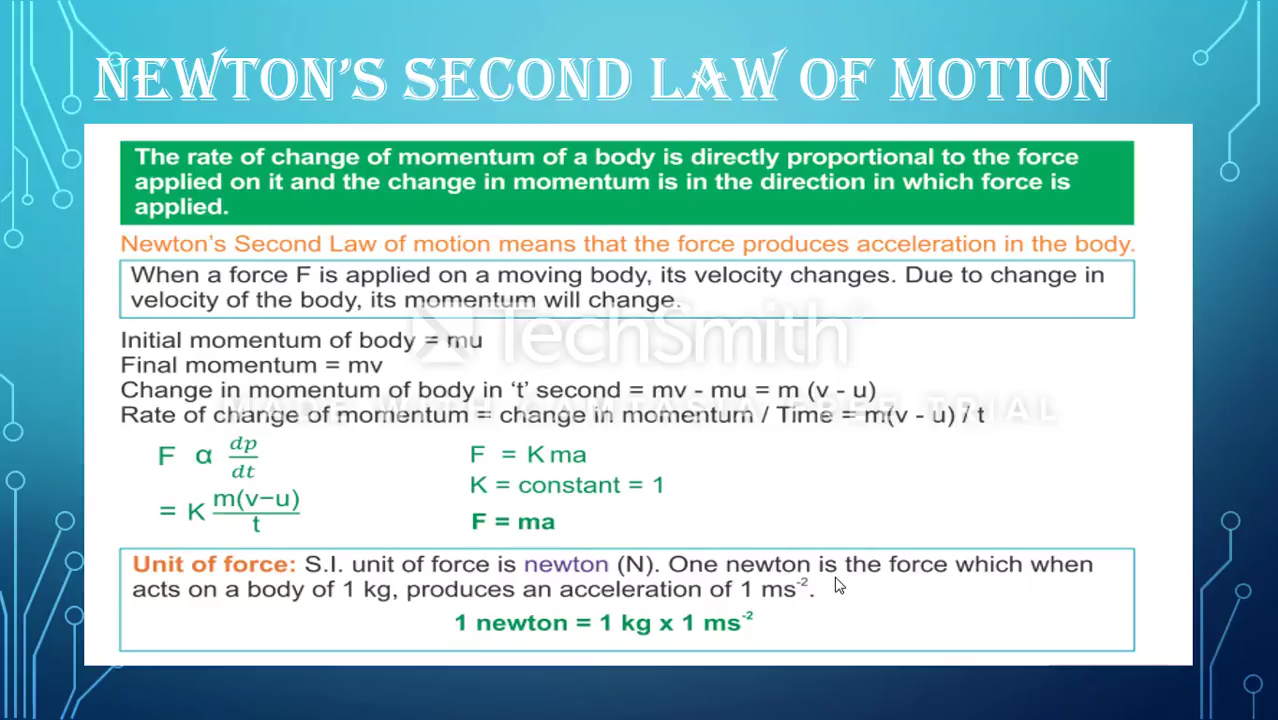 NEWTON'S SECOND LAW OF MOTION
The rate of change of momentum of a body is directly proportional to the force
applied on it and the change in momentum is in the direction in which force is
applied.
Newton's Second Law of motion means that the force produces acceleration in the body.
When a force F is applied on a moving body, its velocity changes. Due to change in
velocity of the body, its momentum will change.
TechSmith
Initial momentum of body = mu
Final momentum = mv
Change in momentum of body in 't' second = mv - mu = m (v - u)
MADE WITH CAMTASIA FREE TRIAL
Rate of change of momentum = change in momentum / Time = m(v - u) / t
F α dp/dt
= K m(v−u)/t
F = K ma
K = constant = 1
F = ma
Unit of force: S.I. unit of force is newton (N). One newton is the force which when
acts on a body of 1 kg, produces an acceleration of 1 ms⁻².
1 newton = 1 kg x 1 ms⁻²